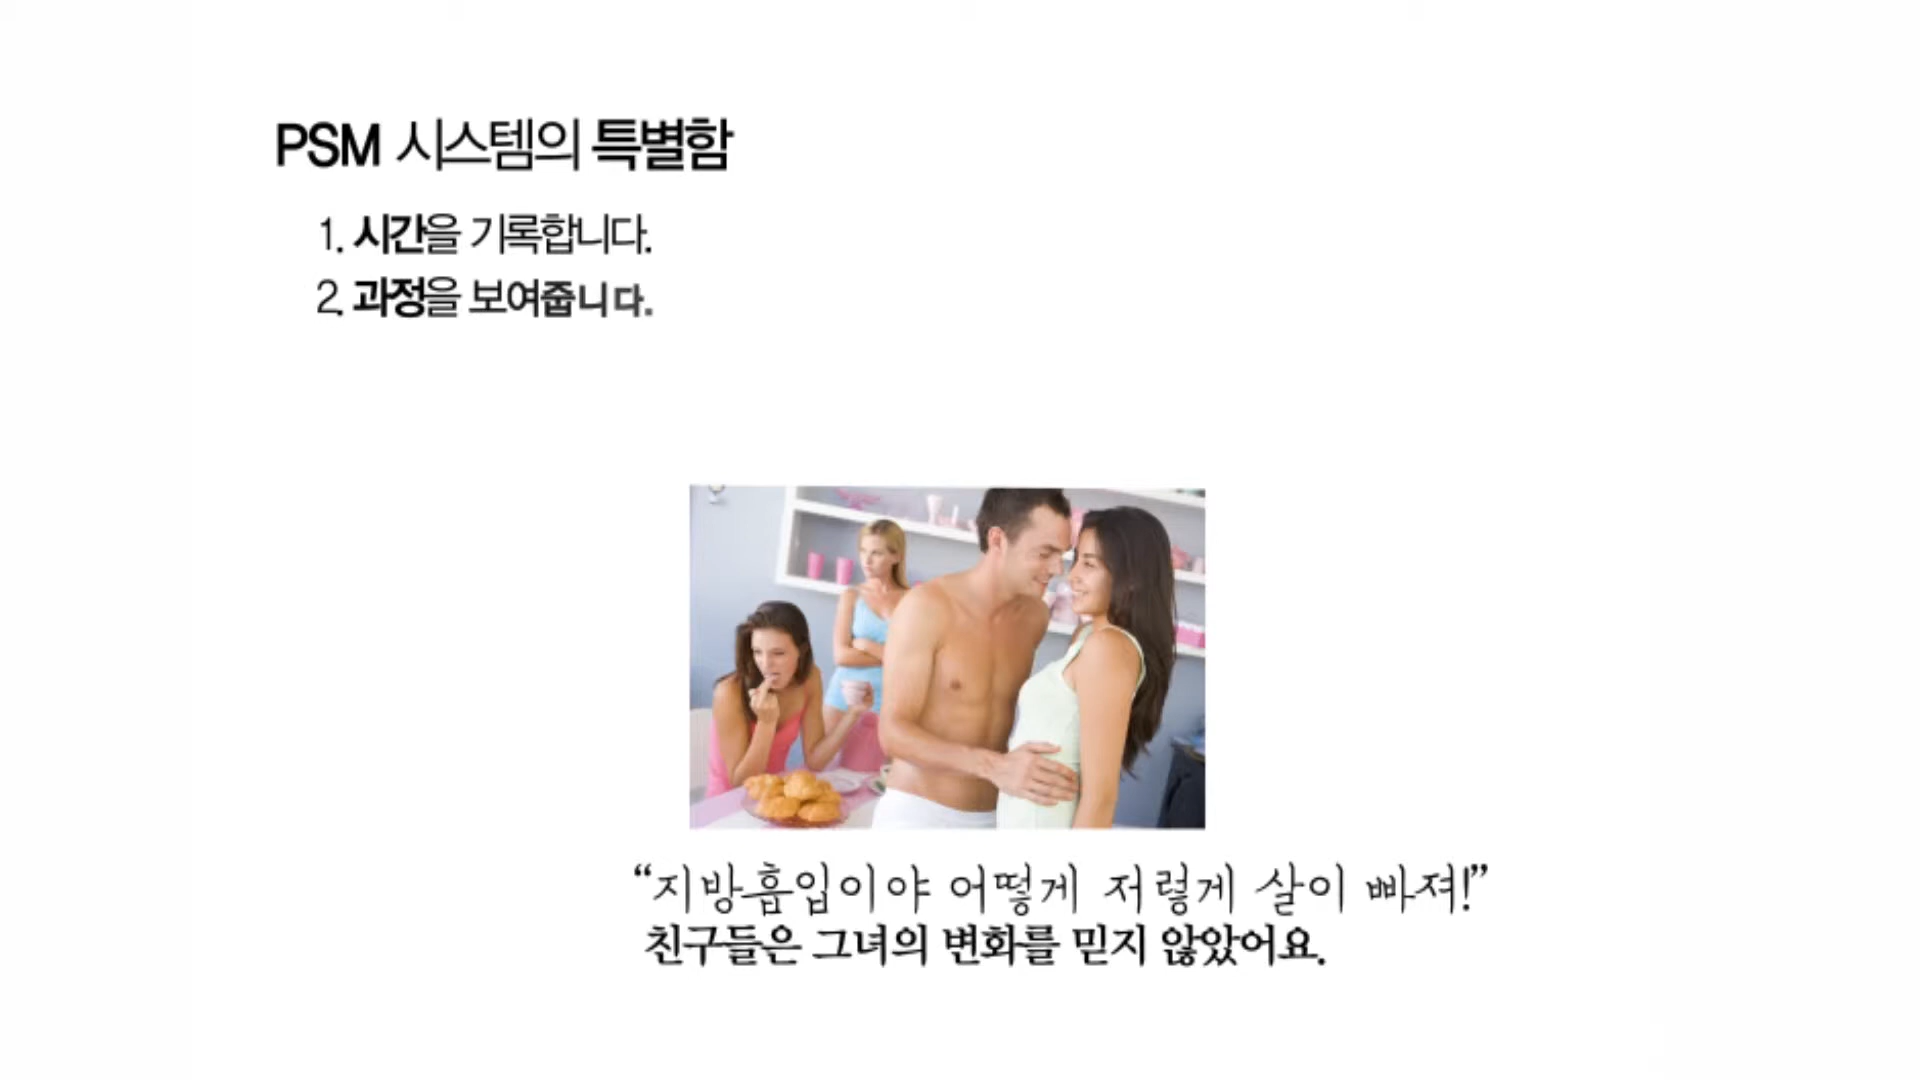 PSM 시스템의 특별함
1. 시간을 기록합니다.
2. 과정을 보여줍니다.
“지방흡입이야 어떻게 저렇게 살이 빠져!”
친구들은 그녀의 변화를 믿지 않았어요.